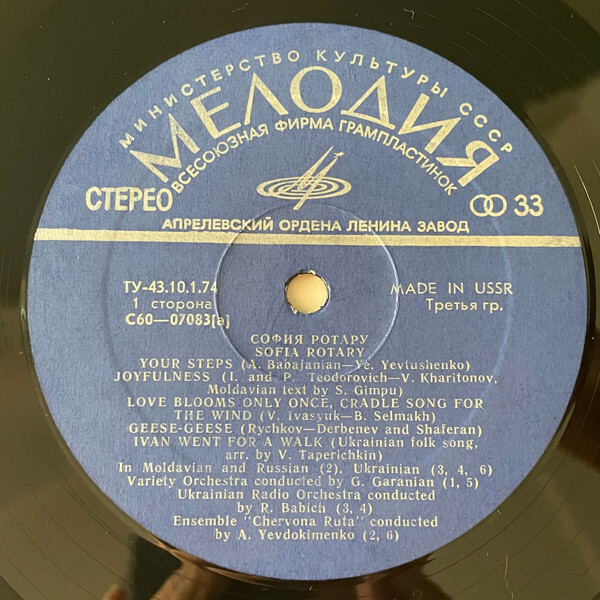 МИНИСТЕРСТВО КУЛЬТУРЫ СССР
МЕЛОДИЯ
ВСЕСОЮЗНАЯ ФИРМА ГРАМПЛАСТИНОК
СТЕРЕО
33
АПРЕЛЕВСКИЙ ОРДЕНА ЛЕНИНА ЗАВОД
ТУ-43.10.1.74
MADE IN USSR
1 сторона
Третья гр.
С60—07083(а)
СОФИЯ РОТАРУ
SOFIA ROTARY
YOUR STEPS (A. Babajanian—Ye. Yevtushenko)
JOYFULNESS (I. and P. Teodorovich—V. Kharitonov,
Moldavian text by S. Gimpu)
LOVE BLOOMS ONLY ONCE, CRADLE SONG FOR
THE WIND (V. Ivasyuk—B. Selmakh)
GEESE-GEESE (Rychkov—Derbenev and Shaferan)
IVAN WENT FOR A WALK (Ukrainian folk song,
arr. by V. Taperichkin)
In Moldavian and Russian (2), Ukrainian (3, 4, 6)
Variety Orchestra conducted by G. Garanian (1, 5)
Ukrainian Radio Orchestra conducted
by R. Babich (3, 4)
Ensemble "Chervona Ruta" conducted
by A. Yevdokimenko (2, 6)